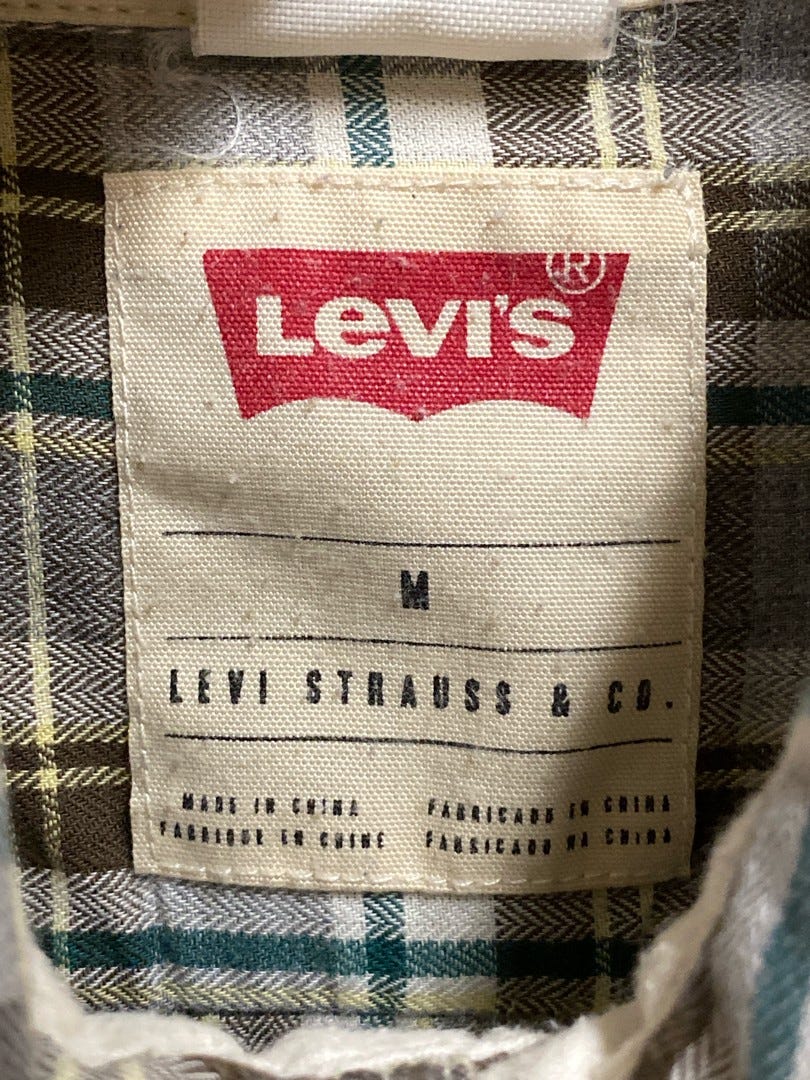 LEVI'S ®
M
LEVI STRAUSS & CO.
MADE IN CHINA
FABRIQUE EN CHINE
FABRICADO EN CHINA
FABRICADO NA CHINA